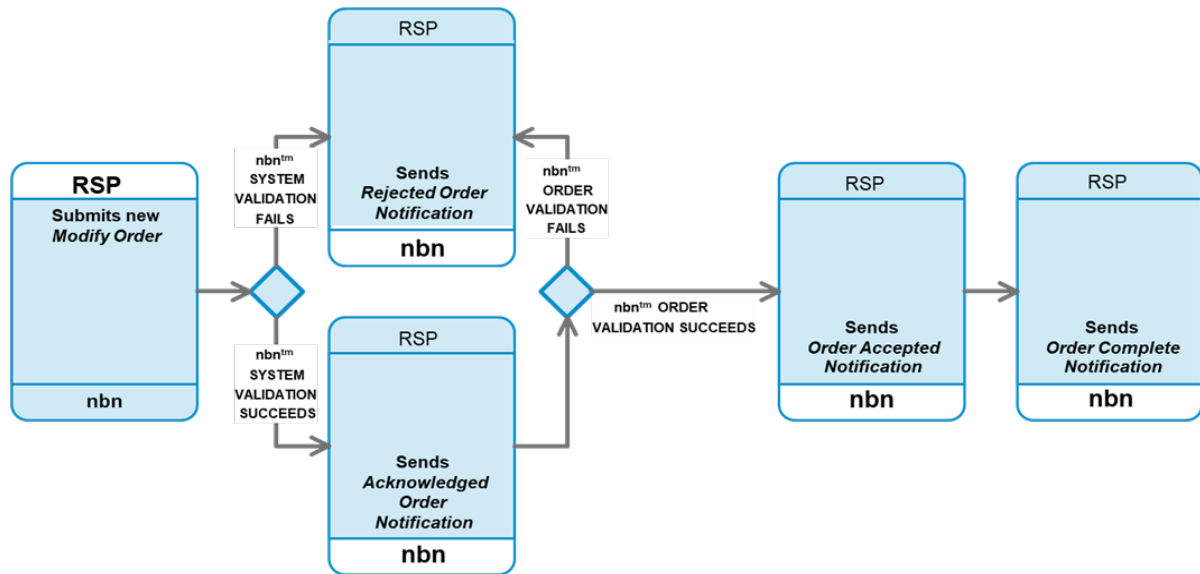 RSP
Submits new
Modify Order
nbn
nbn™
SYSTEM
VALIDATION
FAILS
nbn™
SYSTEM
VALIDATION
SUCCEEDS
RSP
Sends
Rejected Order
Notification
nbn
RSP
Sends
Acknowledged
Order
Notification
nbn
nbn™
ORDER
VALIDATION
FAILS
nbn™ ORDER
VALIDATION SUCCEEDS
RSP
Sends
Order Accepted
Notification
nbn
RSP
Sends
Order Complete
Notification
nbn